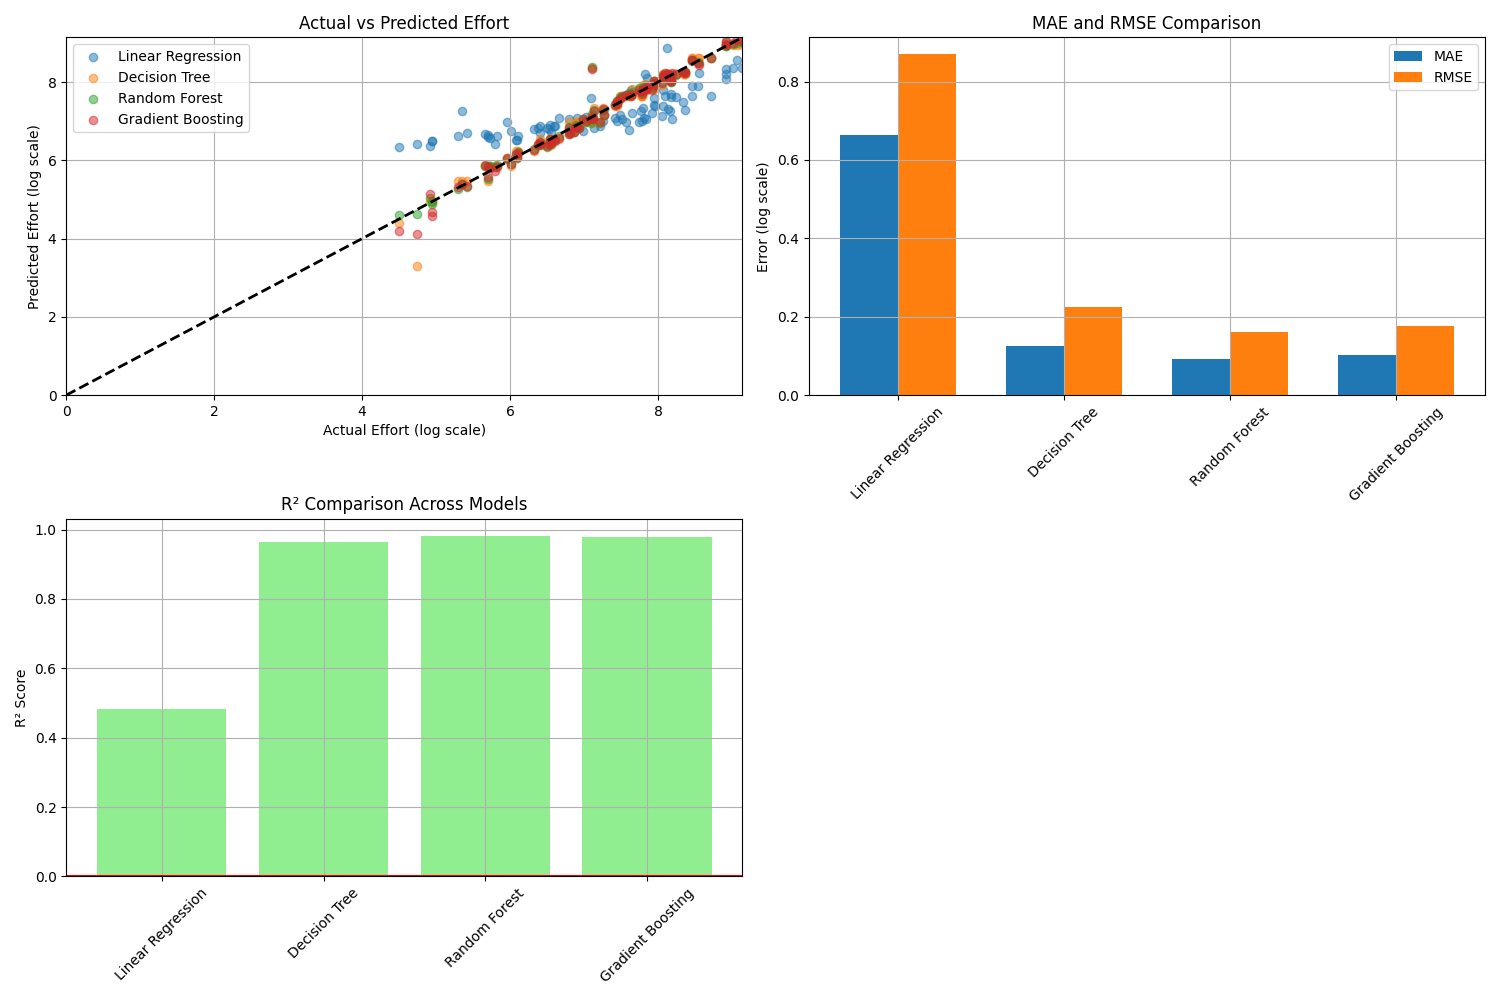 Actual vs Predicted Effort
Linear Regression
Decision Tree
Random Forest
Gradient Boosting
Predicted Effort (log scale)
8
6
4
2
0
0 2 4 6 8
Actual Effort (log scale)
MAE and RMSE Comparison
MAE
RMSE
Error (log scale)
0.8
0.6
0.4
0.2
0.0
Linear Regression
Decision Tree
Random Forest
Gradient Boosting
R² Comparison Across Models
R² Score
1.0
0.8
0.6
0.4
0.2
0.0
Linear Regression
Decision Tree
Random Forest
Gradient Boosting